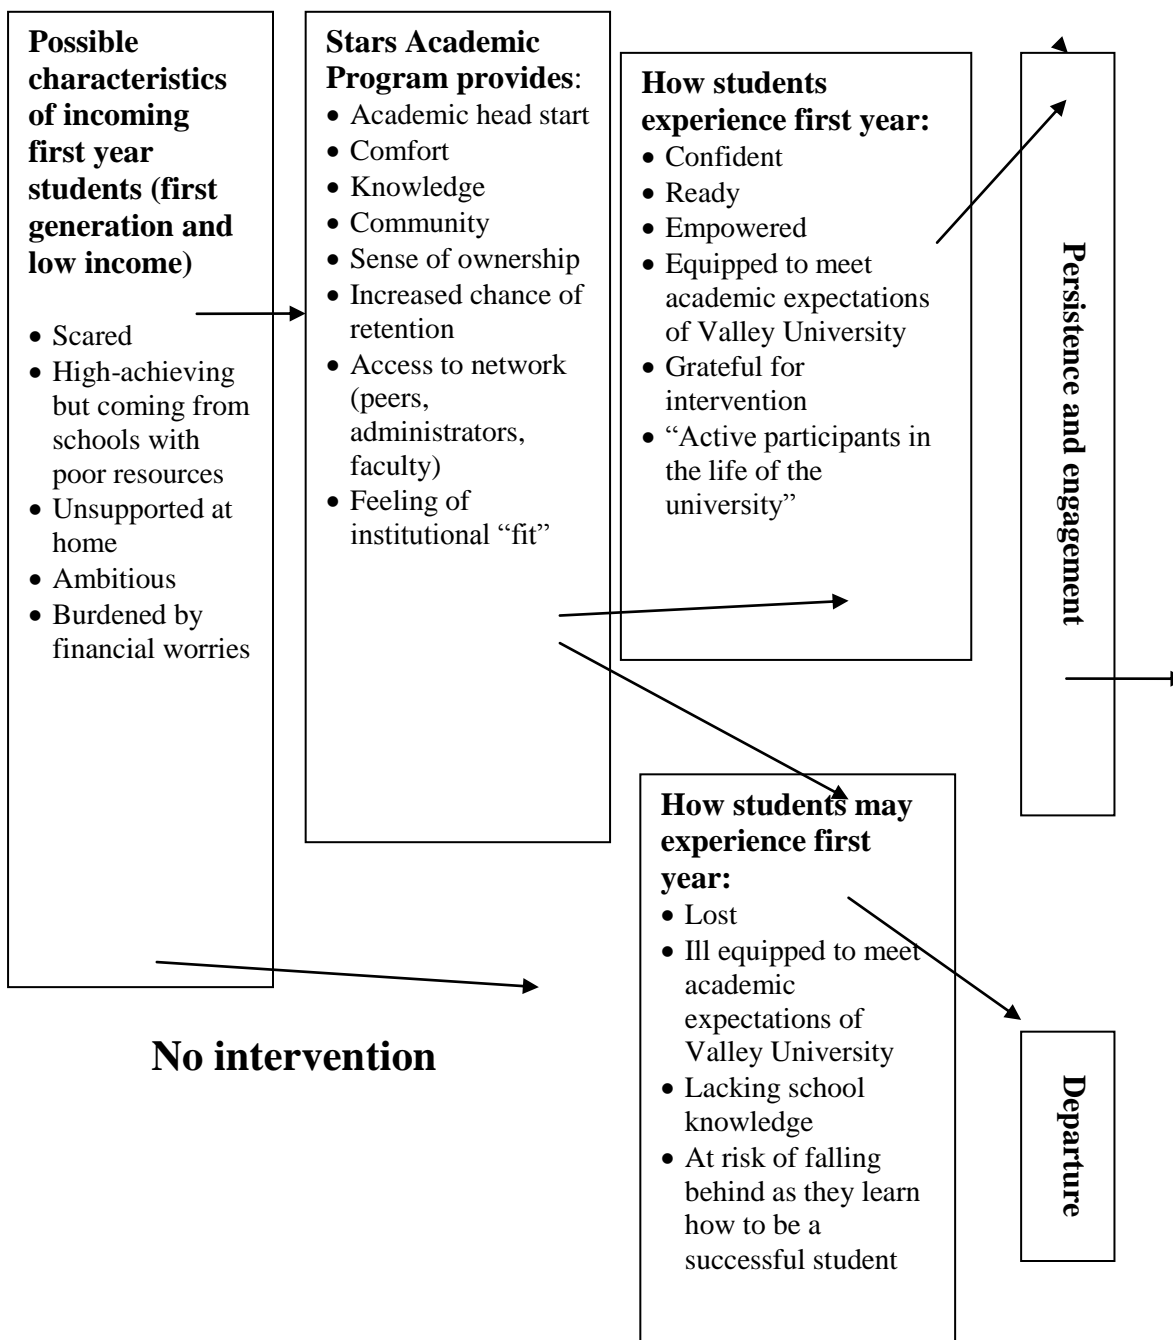 Possible
characteristics
of incoming
first year
students (first
generation and
low income)
• Scared
• High-achieving
but coming from
schools with
poor resources
• Unsupported at
home
• Ambitious
• Burdened by
financial worries
Stars Academic
Program provides:
• Academic head start
• Comfort
• Knowledge
• Community
• Sense of ownership
• Increased chance of
retention
• Access to network
(peers,
administrators,
faculty)
• Feeling of
institutional “fit”
How students
experience first year:
• Confident
• Ready
• Empowered
• Equipped to meet
academic expectations
of Valley University
• Grateful for
intervention
• “Active participants in
the life of the
university”
Persistence and engagement
No intervention
How students may
experience first
year:
• Lost
• Ill equipped to meet
academic
expectations of
Valley University
• Lacking school
knowledge
• At risk of falling
behind as they learn
how to be a
successful student
Departure